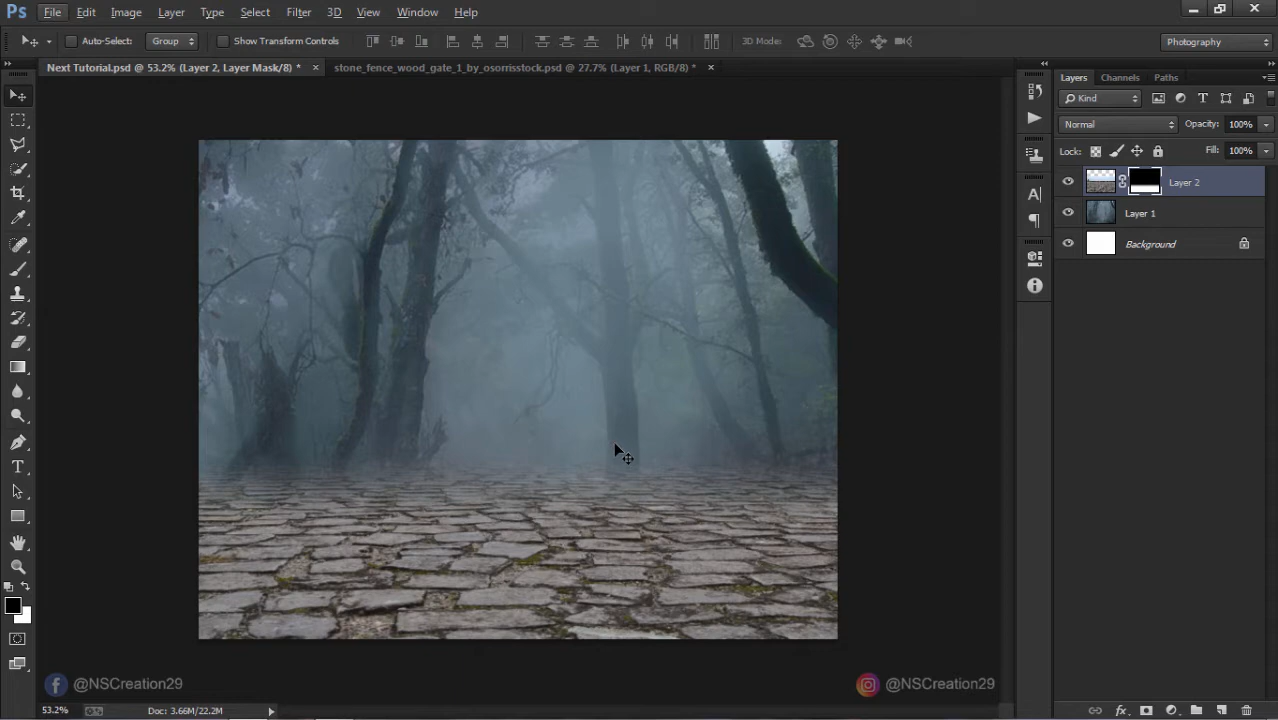 Ps File Edit Image Layer Type Select Filter 3D View Window Help
Auto-Select: Group Show Transform Controls 3D Mode: Photography
Next Tutorial.psd @ 53.2% (Layer 2, Layer Mask/8) * × stone_fence_wood_gate_1_by_osorrisstock.psd @ 27.7% (Layer 1, RGB/8) * ×
Layers Channels Paths
Kind
Normal Opacity: 100%
Lock: Fill: 100%
Layer 2
Layer 1
Background
@NSCreation29 @NSCreation29
53.2% Doc: 3.66M/22.2M